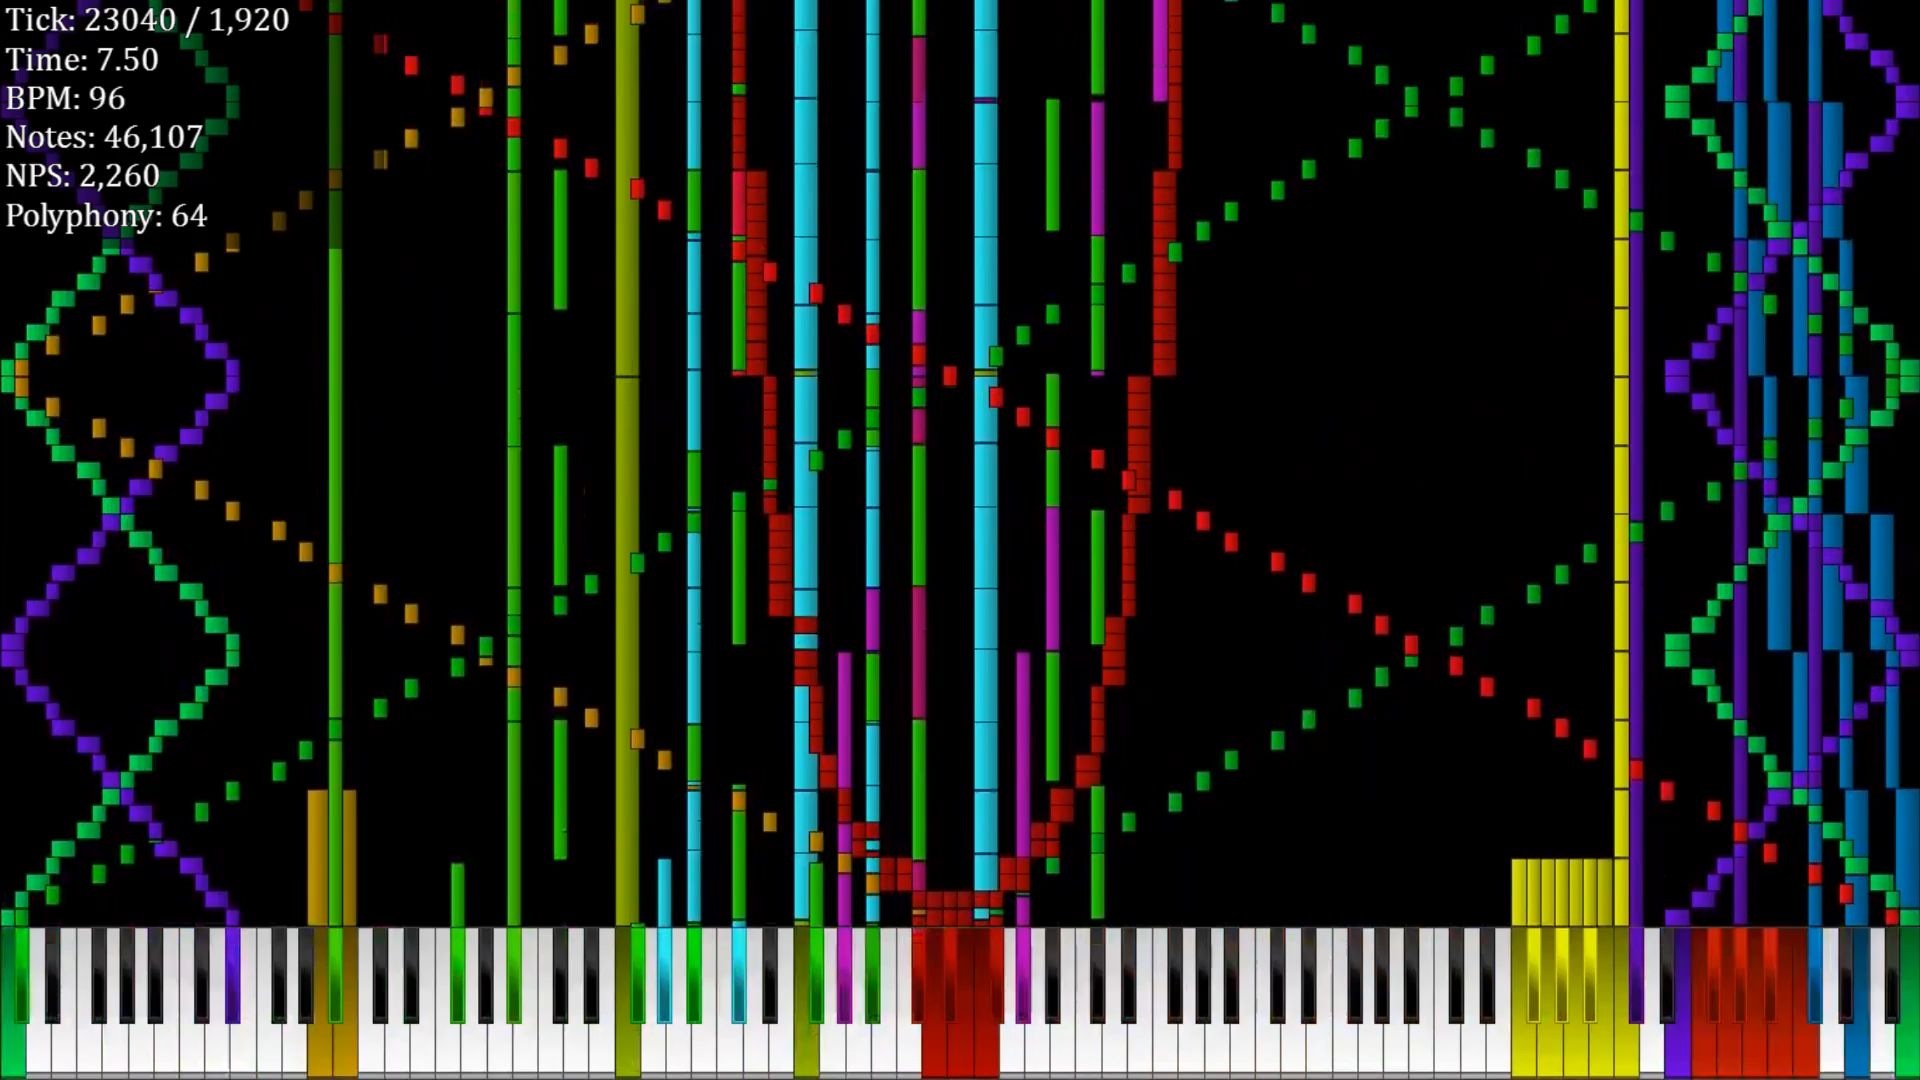 Tick: 23040 / 1,920
Time: 7.50
BPM: 96
Notes: 46,107
NPS: 2,260
Polyphony: 64